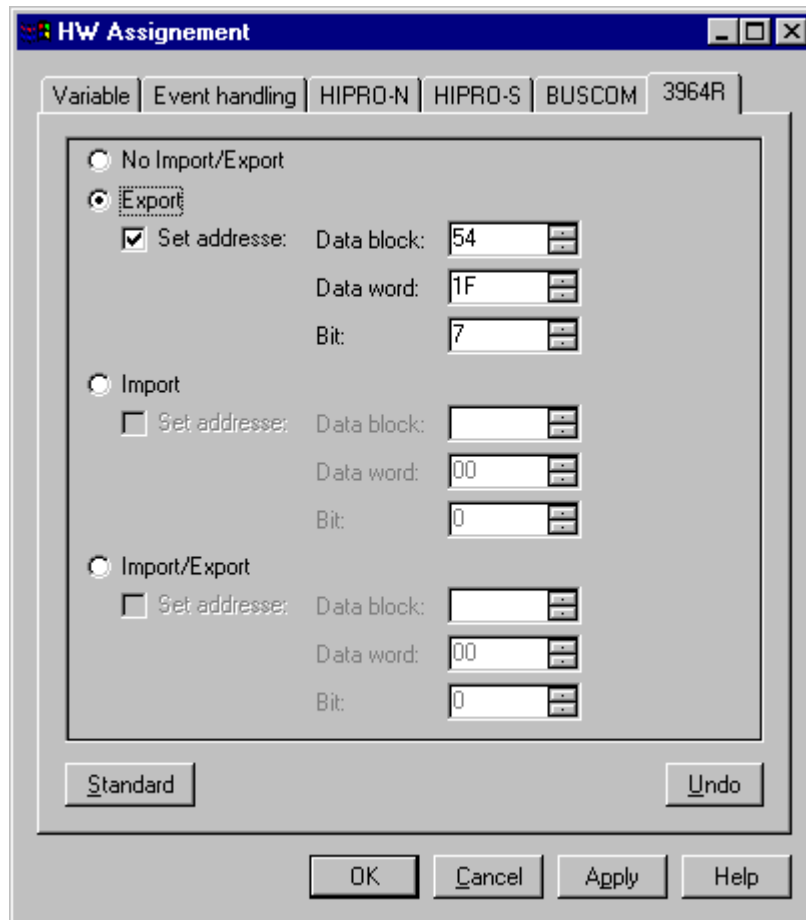 HW Assignement
Variable Event handling HIPRO-N HIPRO-S BUSCOM 3964R
No Import/Export
Export
Set addresse: Data block: 54
Data word: 1F
Bit: 7
Import
Set addresse: Data block:
Data word: 00
Bit: 0
Import/Export
Set addresse: Data block:
Data word: 00
Bit: 0
Standard Undo
OK Cancel Apply Help